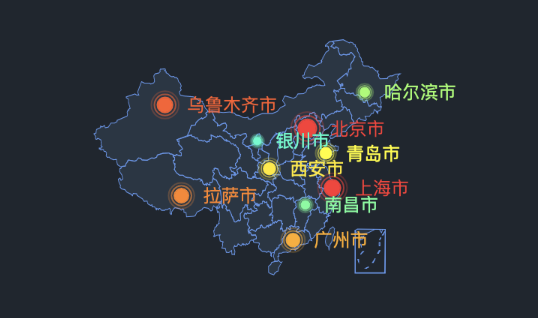 哈尔滨市
乌鲁木齐市
北京市
银川市
青岛市
西安市
上海市
拉萨市
南昌市
广州市